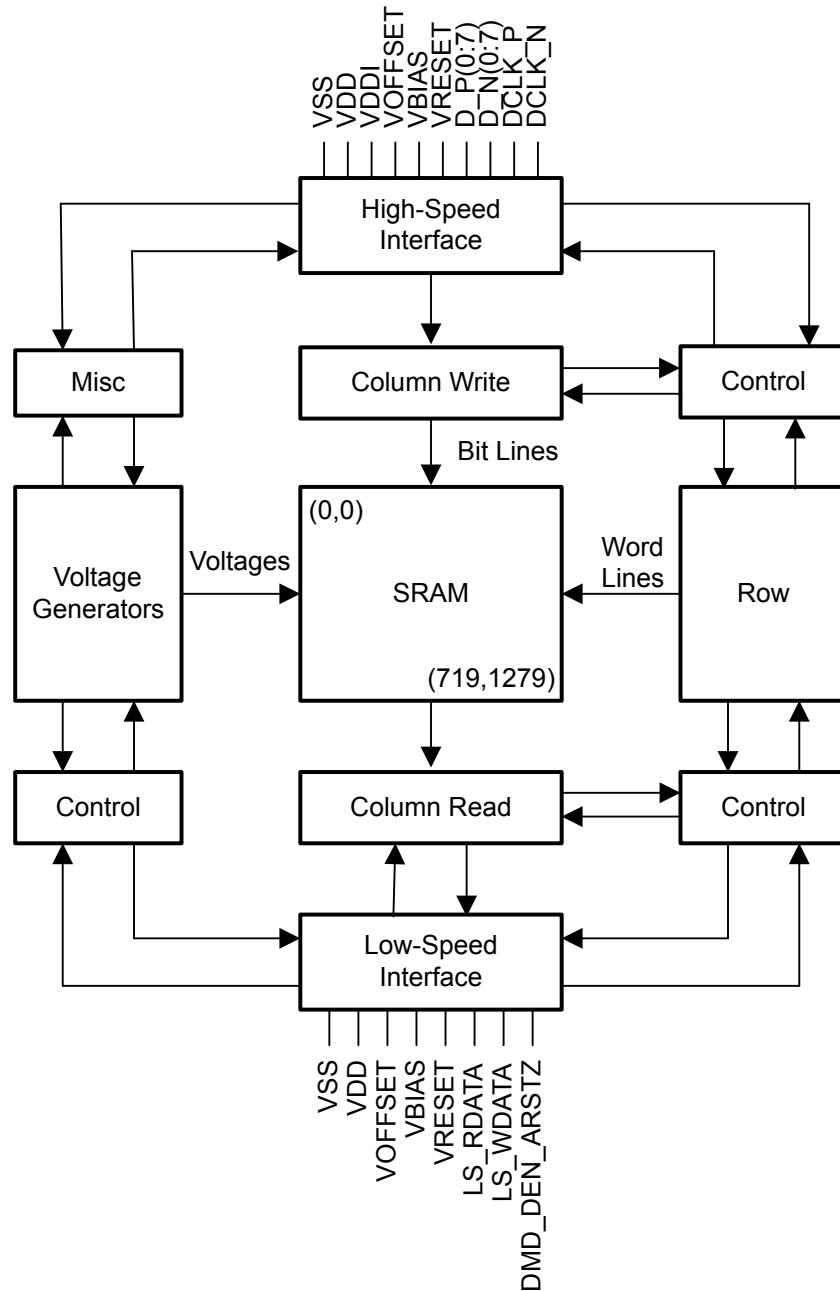 VSS
VDD
VDDI
VOFFSET
VBIAS
VRESET
D_P(0:7)
D_N(0:7)
DCLK_P
DCLK_N
High-Speed
Interface
Misc
Column Write
Control
Bit Lines
(0,0)
Voltage
Generators
Voltages
SRAM
Word
Lines
Row
(719,1279)
Control
Column Read
Control
Low-Speed
Interface
VSS
VDD
VOFFSET
VBIAS
VRESET
LS_RDATA
LS_WDATA
DMD_DEN_ARSTZ